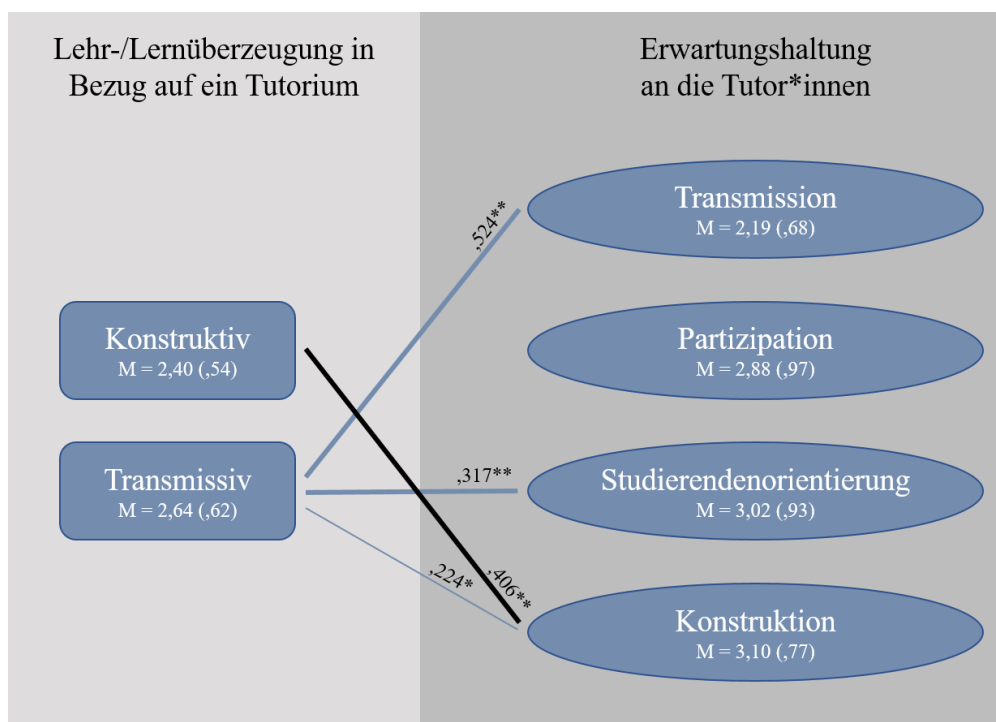 Lehr-/Lernüberzeugung in
Bezug auf ein Tutorium
Erwartungshaltung
an die Tutor*innen
Konstruktiv
M = 2,40 (,54)
Transmissiv
M = 2,64 (,62)
,524**
,317**
,224*
,406**
Transmission
M = 2,19 (,68)
Partizipation
M = 2,88 (,97)
Studierendenorientierung
M = 3,02 (,93)
Konstruktion
M = 3,10 (,77)